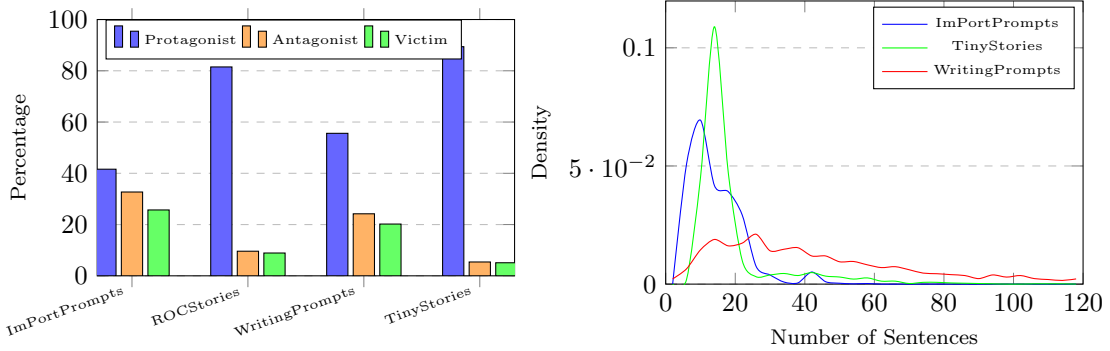 Percentage
100
80
60
40
20
0
Protagonist Antagonist Victim
ImPortPrompts
ROCStories
WritingPrompts
TinyStories
Density
0.1
5 · 10⁻²
0
ImPortPrompts
TinyStories
WritingPrompts
0 20 40 60 80 100 120
Number of Sentences